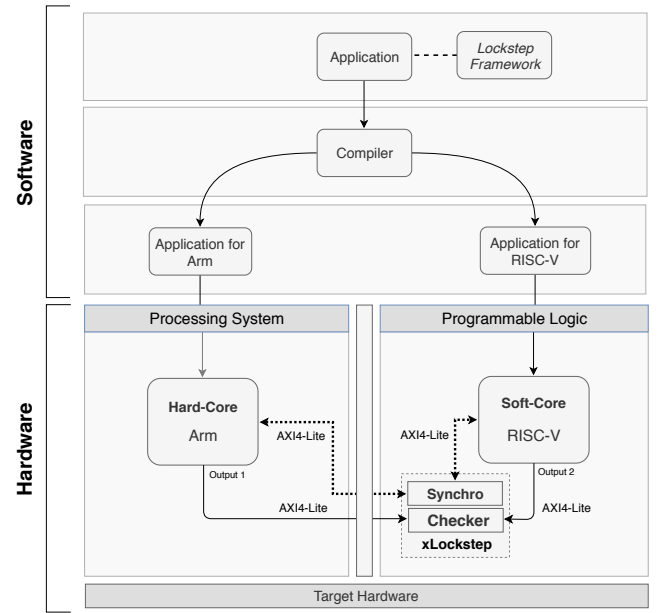 Software
Application
Lockstep
Framework
Compiler
Application for
Arm
Application for
RISC-V
Hardware
Processing System
Programmable Logic
Hard-Core
Arm
Soft-Core
RISC-V
AXI4-Lite
AXI4-Lite
Output 1
Output 2
Synchro
AXI4-Lite
Checker
AXI4-Lite
xLockstep
Target Hardware